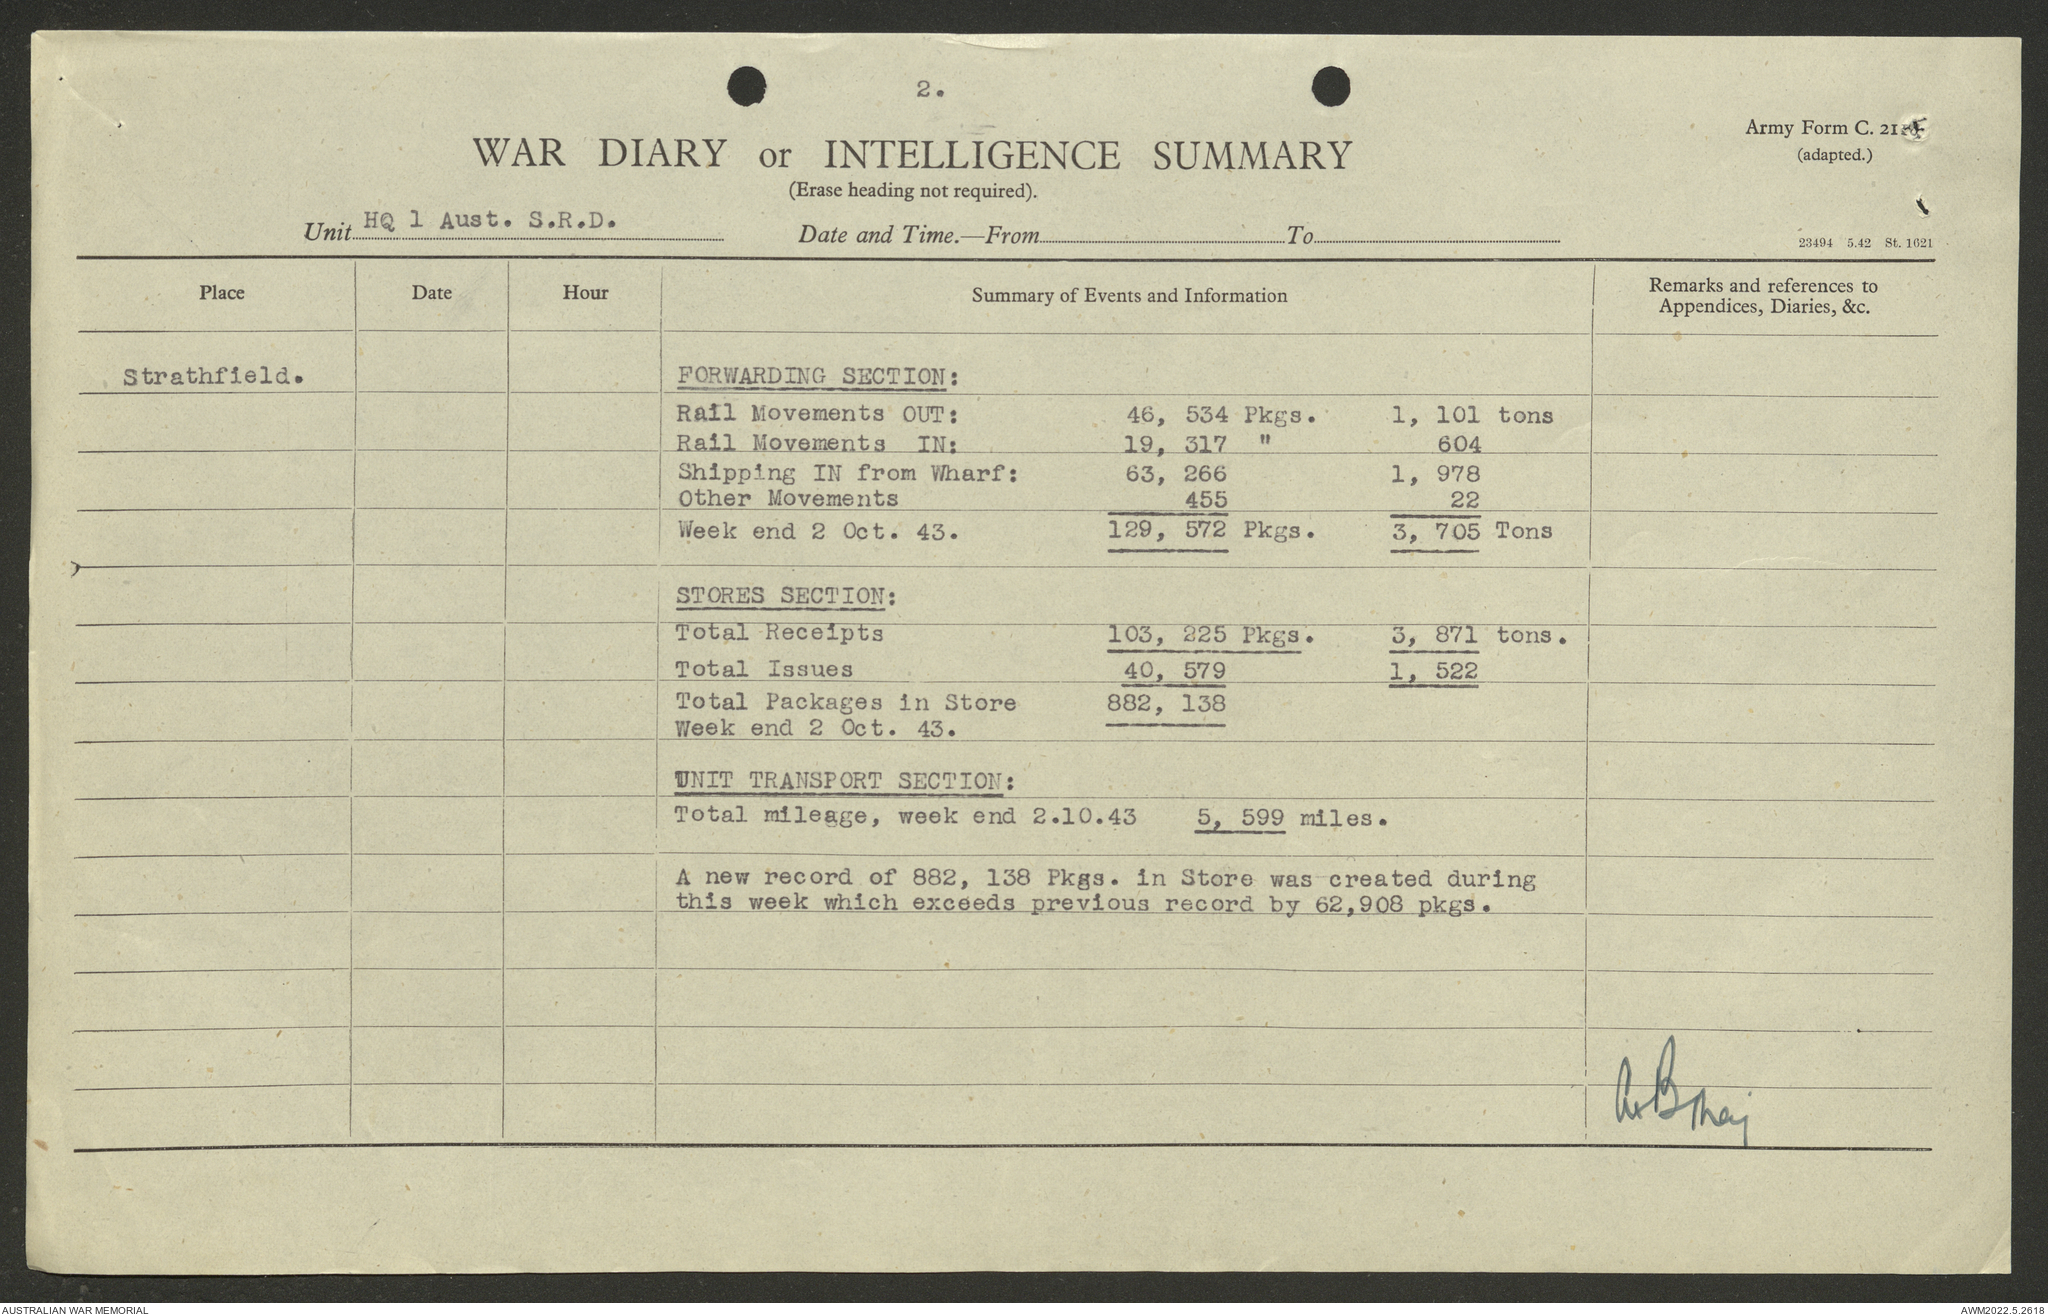 2.
WAR DIARY or INTELLIGENCE SUMMARY
(Erase heading not required).
Army Form C.
(adapted.)
Unit HQ 1 Aust. S.R.D. Date and Time.—From To
23494 5.42 St. 1621
Place Date Hour Summary of Events and Information Remarks and references to
Appendices, Diaries, &c.
Strathfield. FORWARDING SECTION:
Rail Movements OUT: 46, 534 Pkgs. 1, 101 tons
Rail Movements IN: 19, 317 " 604
Shipping IN from Wharf: 63, 266 1, 978
Other Movements 455 22
Week end 2 Oct. 43. 129, 572 Pkgs. 3, 705 Tons
STORES SECTION:
Total Receipts 103, 225 Pkgs. 3, 871 tons.
Total Issues 40, 579 1, 522
Total Packages in Store 882, 138
Week end 2 Oct. 43.
UNIT TRANSPORT SECTION:
Total mileage, week end 2.10.43 5, 599 miles.
A new record of 882, 138 Pkgs. in Store was created during
this week which exceeds previous record by 62,908 pkgs.
AUSTRALIAN WAR MEMORIAL
AWM2022.5.2618